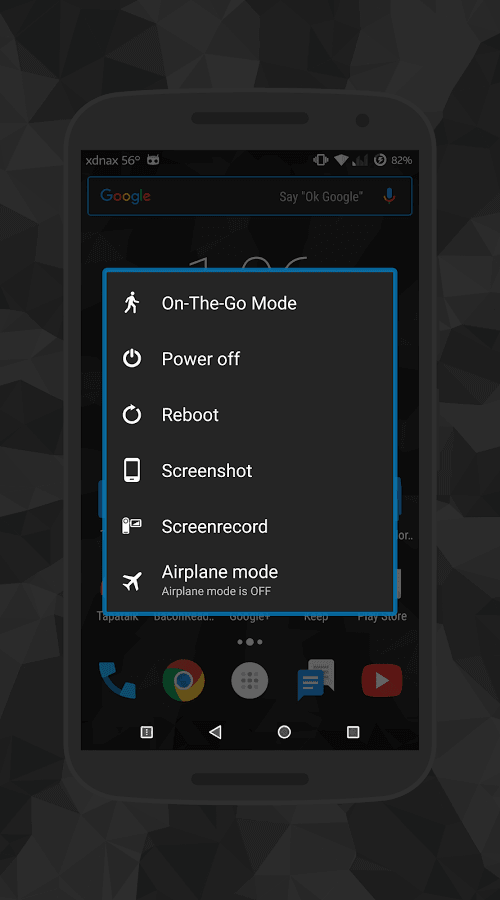 xdnax 56° 82%
Google Say "Ok Google"
On-The-Go Mode
Power off
Reboot
Screenshot
Screenrecord
Airplane mode
Airplane mode is OFF
Tapatalk BaconRead.. Google+ Keep Play Store